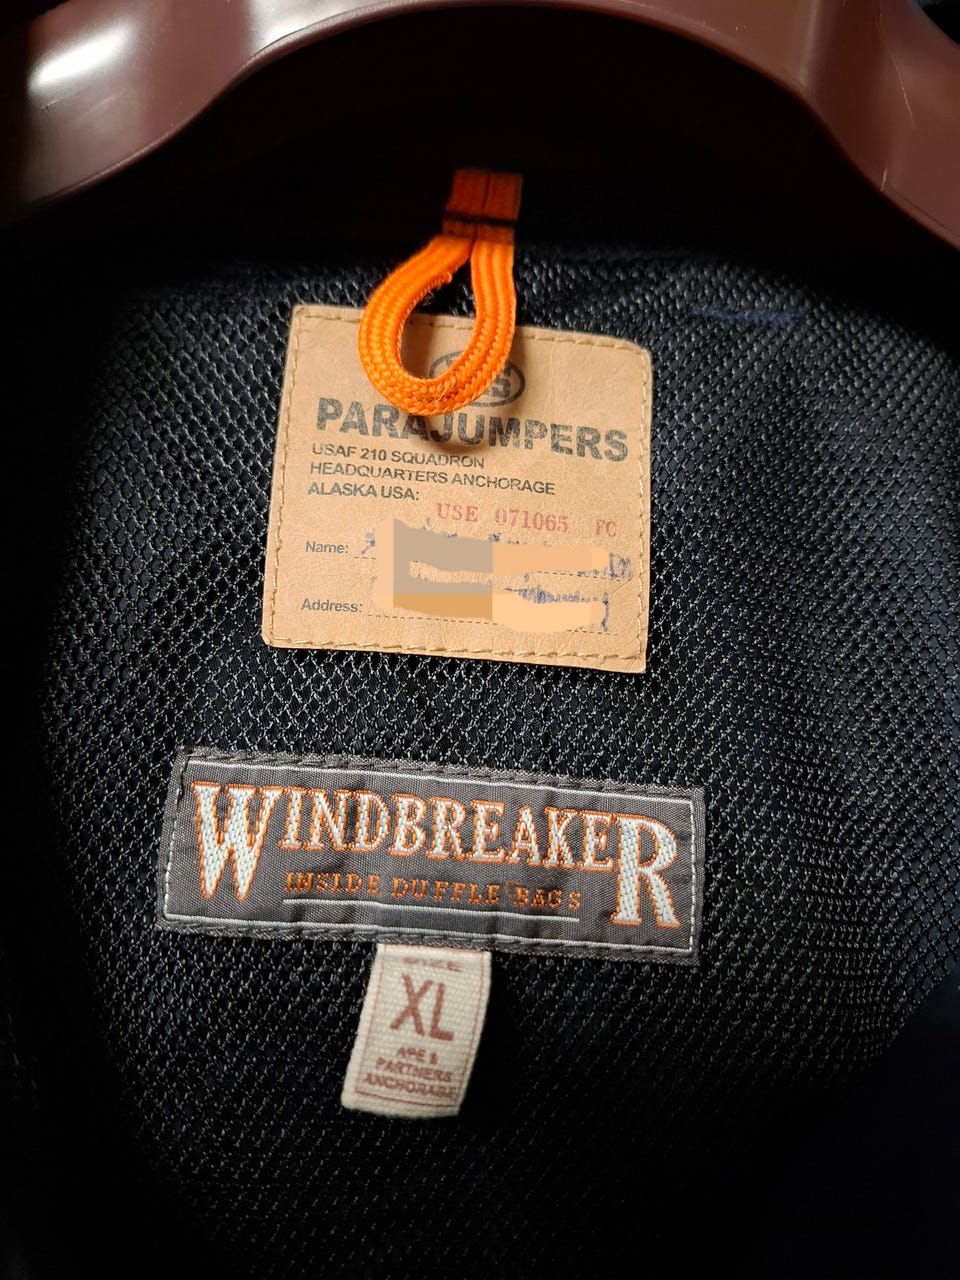 PARAJUMPERS
USAF 210 SQUADRON
HEADQUARTERS ANCHORAGE
ALASKA USA:
USE 071065 FC
Name:
Address:
WINDBREAKER
INSIDE DUFFLE BAGS
SIZE
XL
APE &
PARTNERS
ANCHORAGE